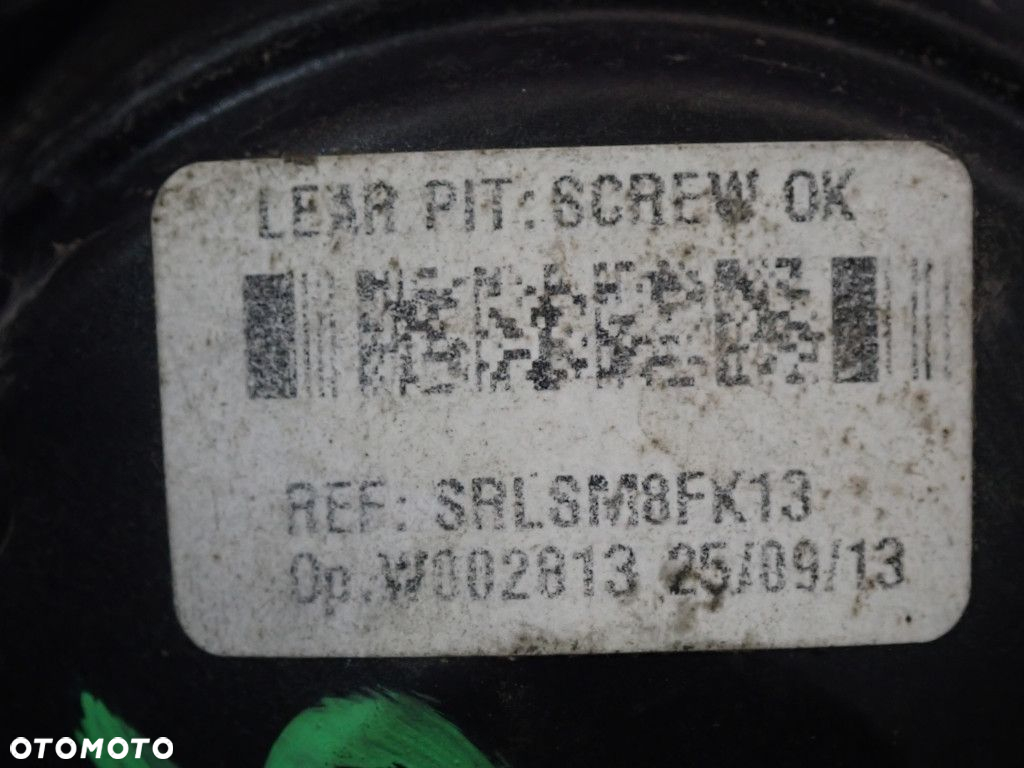 LEAR PIT: SCREW OK
REF: SRLSM8FK13
Op.W002813 25/09/13
OTOMOTO